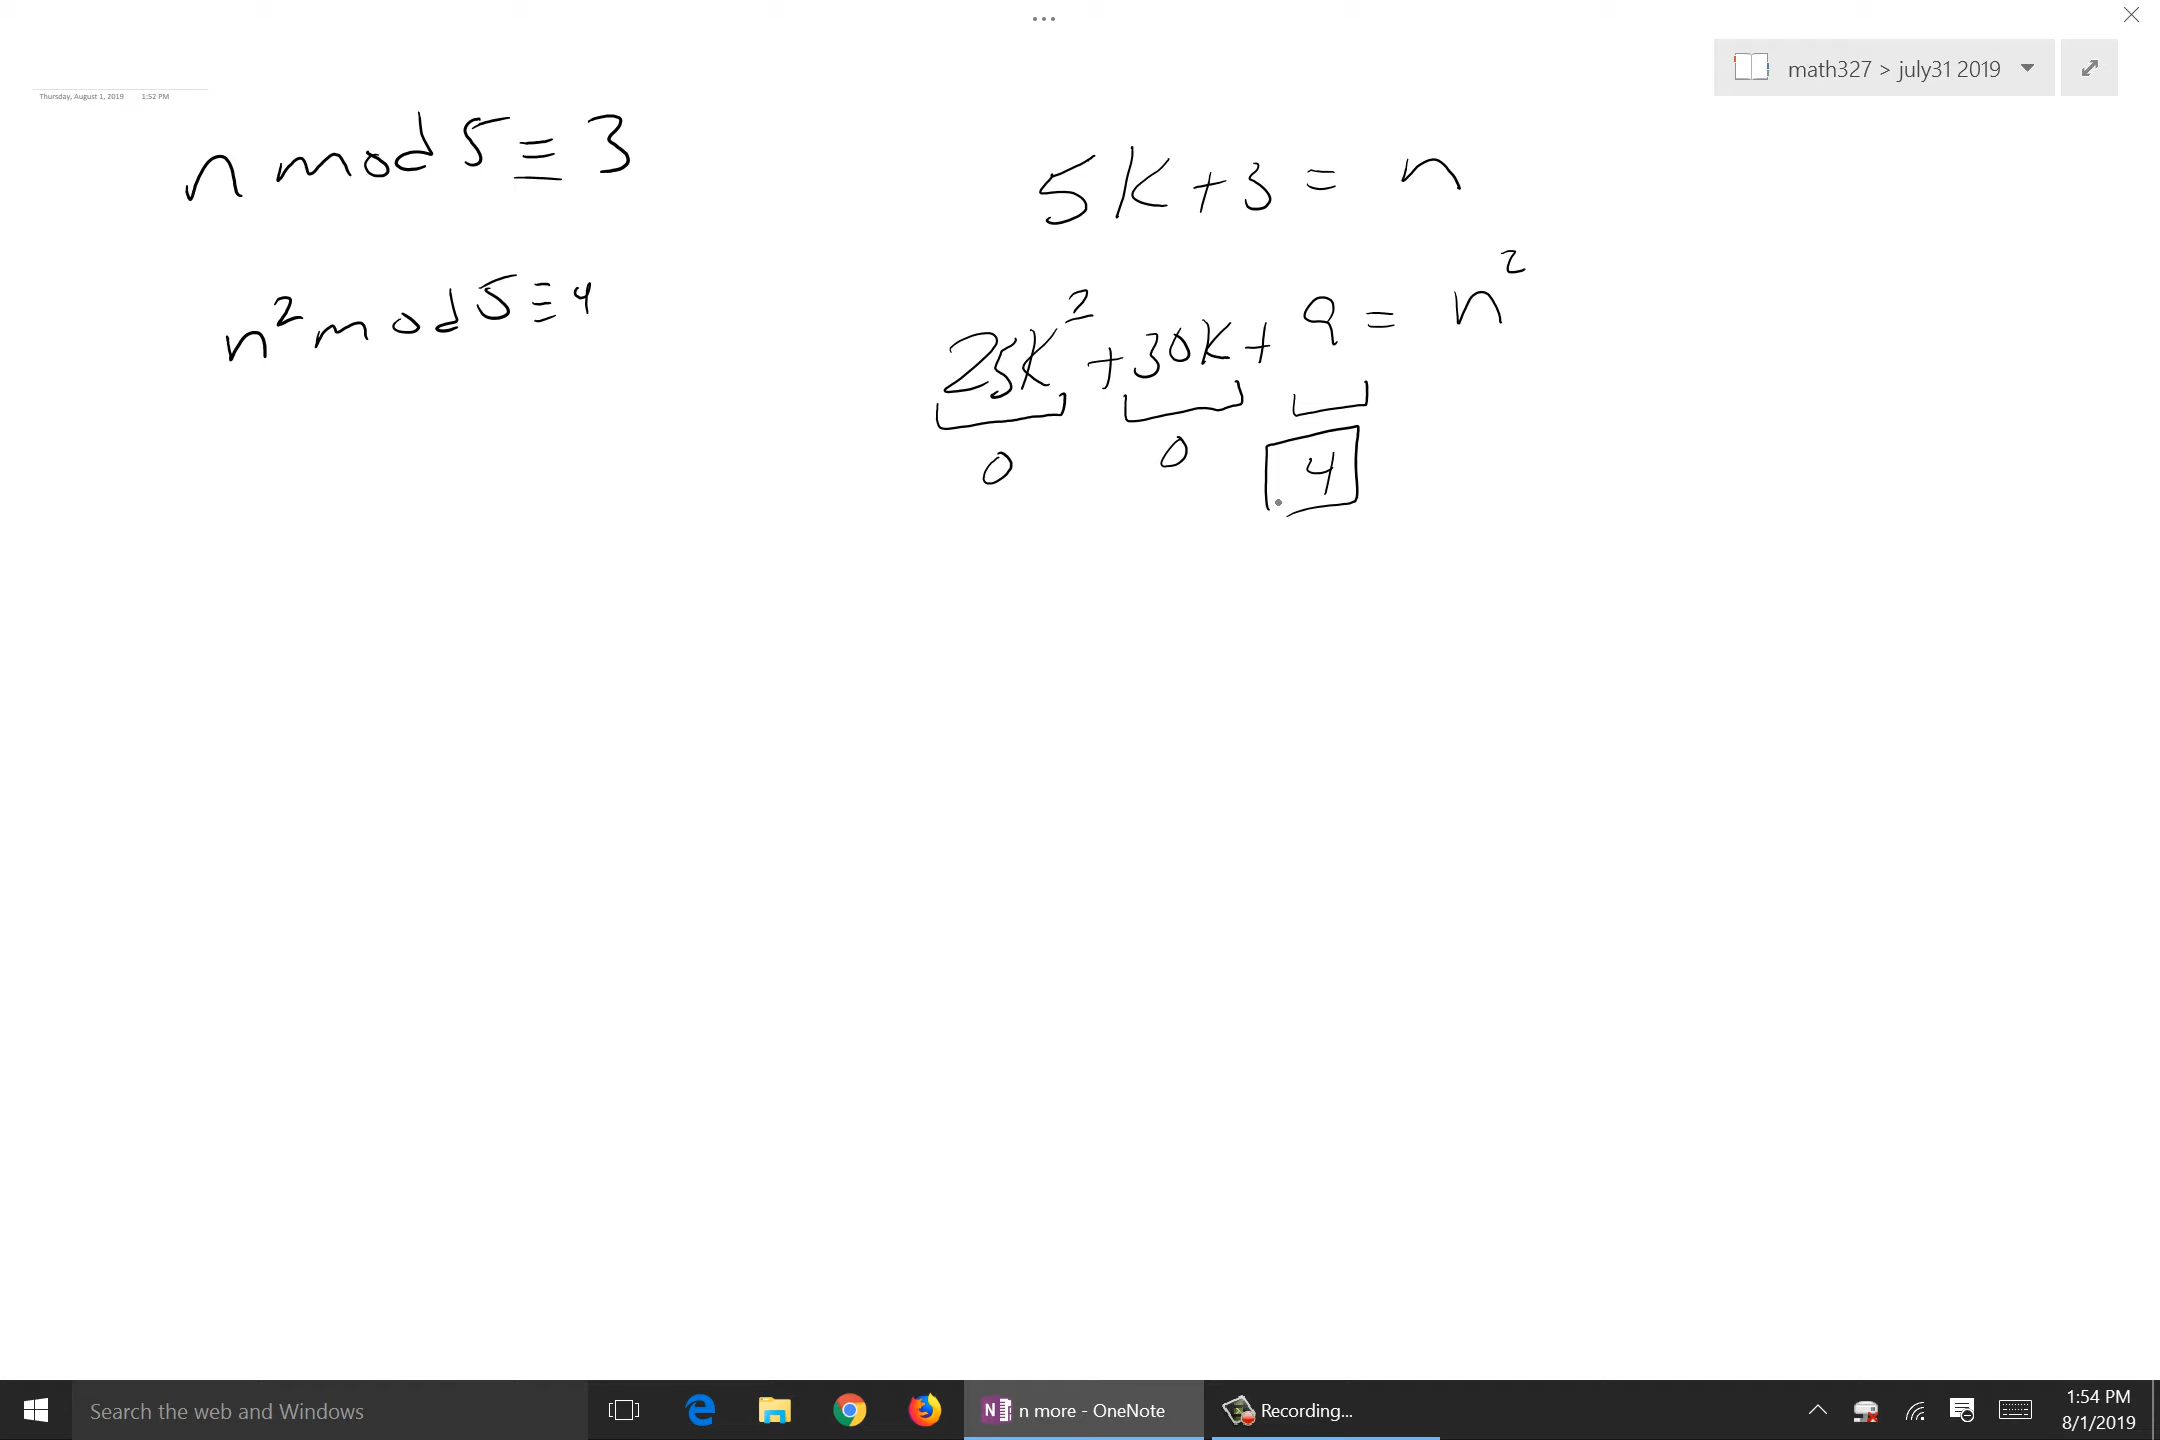 math327 > july31 2019
Thursday, August 1, 2019 1:52 PM
n mod 5 ≡ 3
n² mod 5 ≡ 4
5K + 3 = n
25K² + 30K + 9 = n²
0 0 4
Search the web and Windows
n more - OneNote
Recording...
1:54 PM
8/1/2019